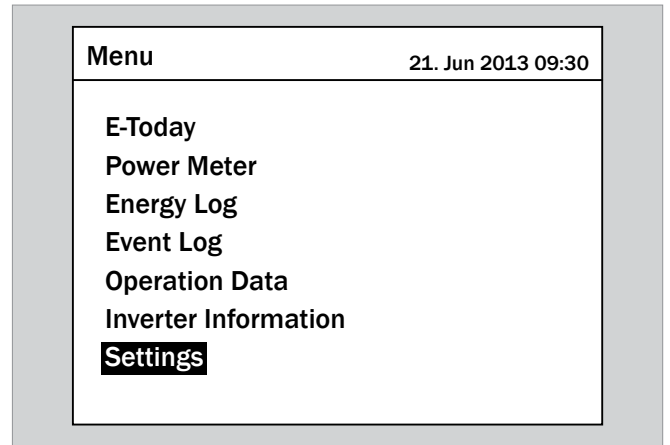 Menu
21. Jun 2013 09:30
E-Today
Power Meter
Energy Log
Event Log
Operation Data
Inverter Information
Settings